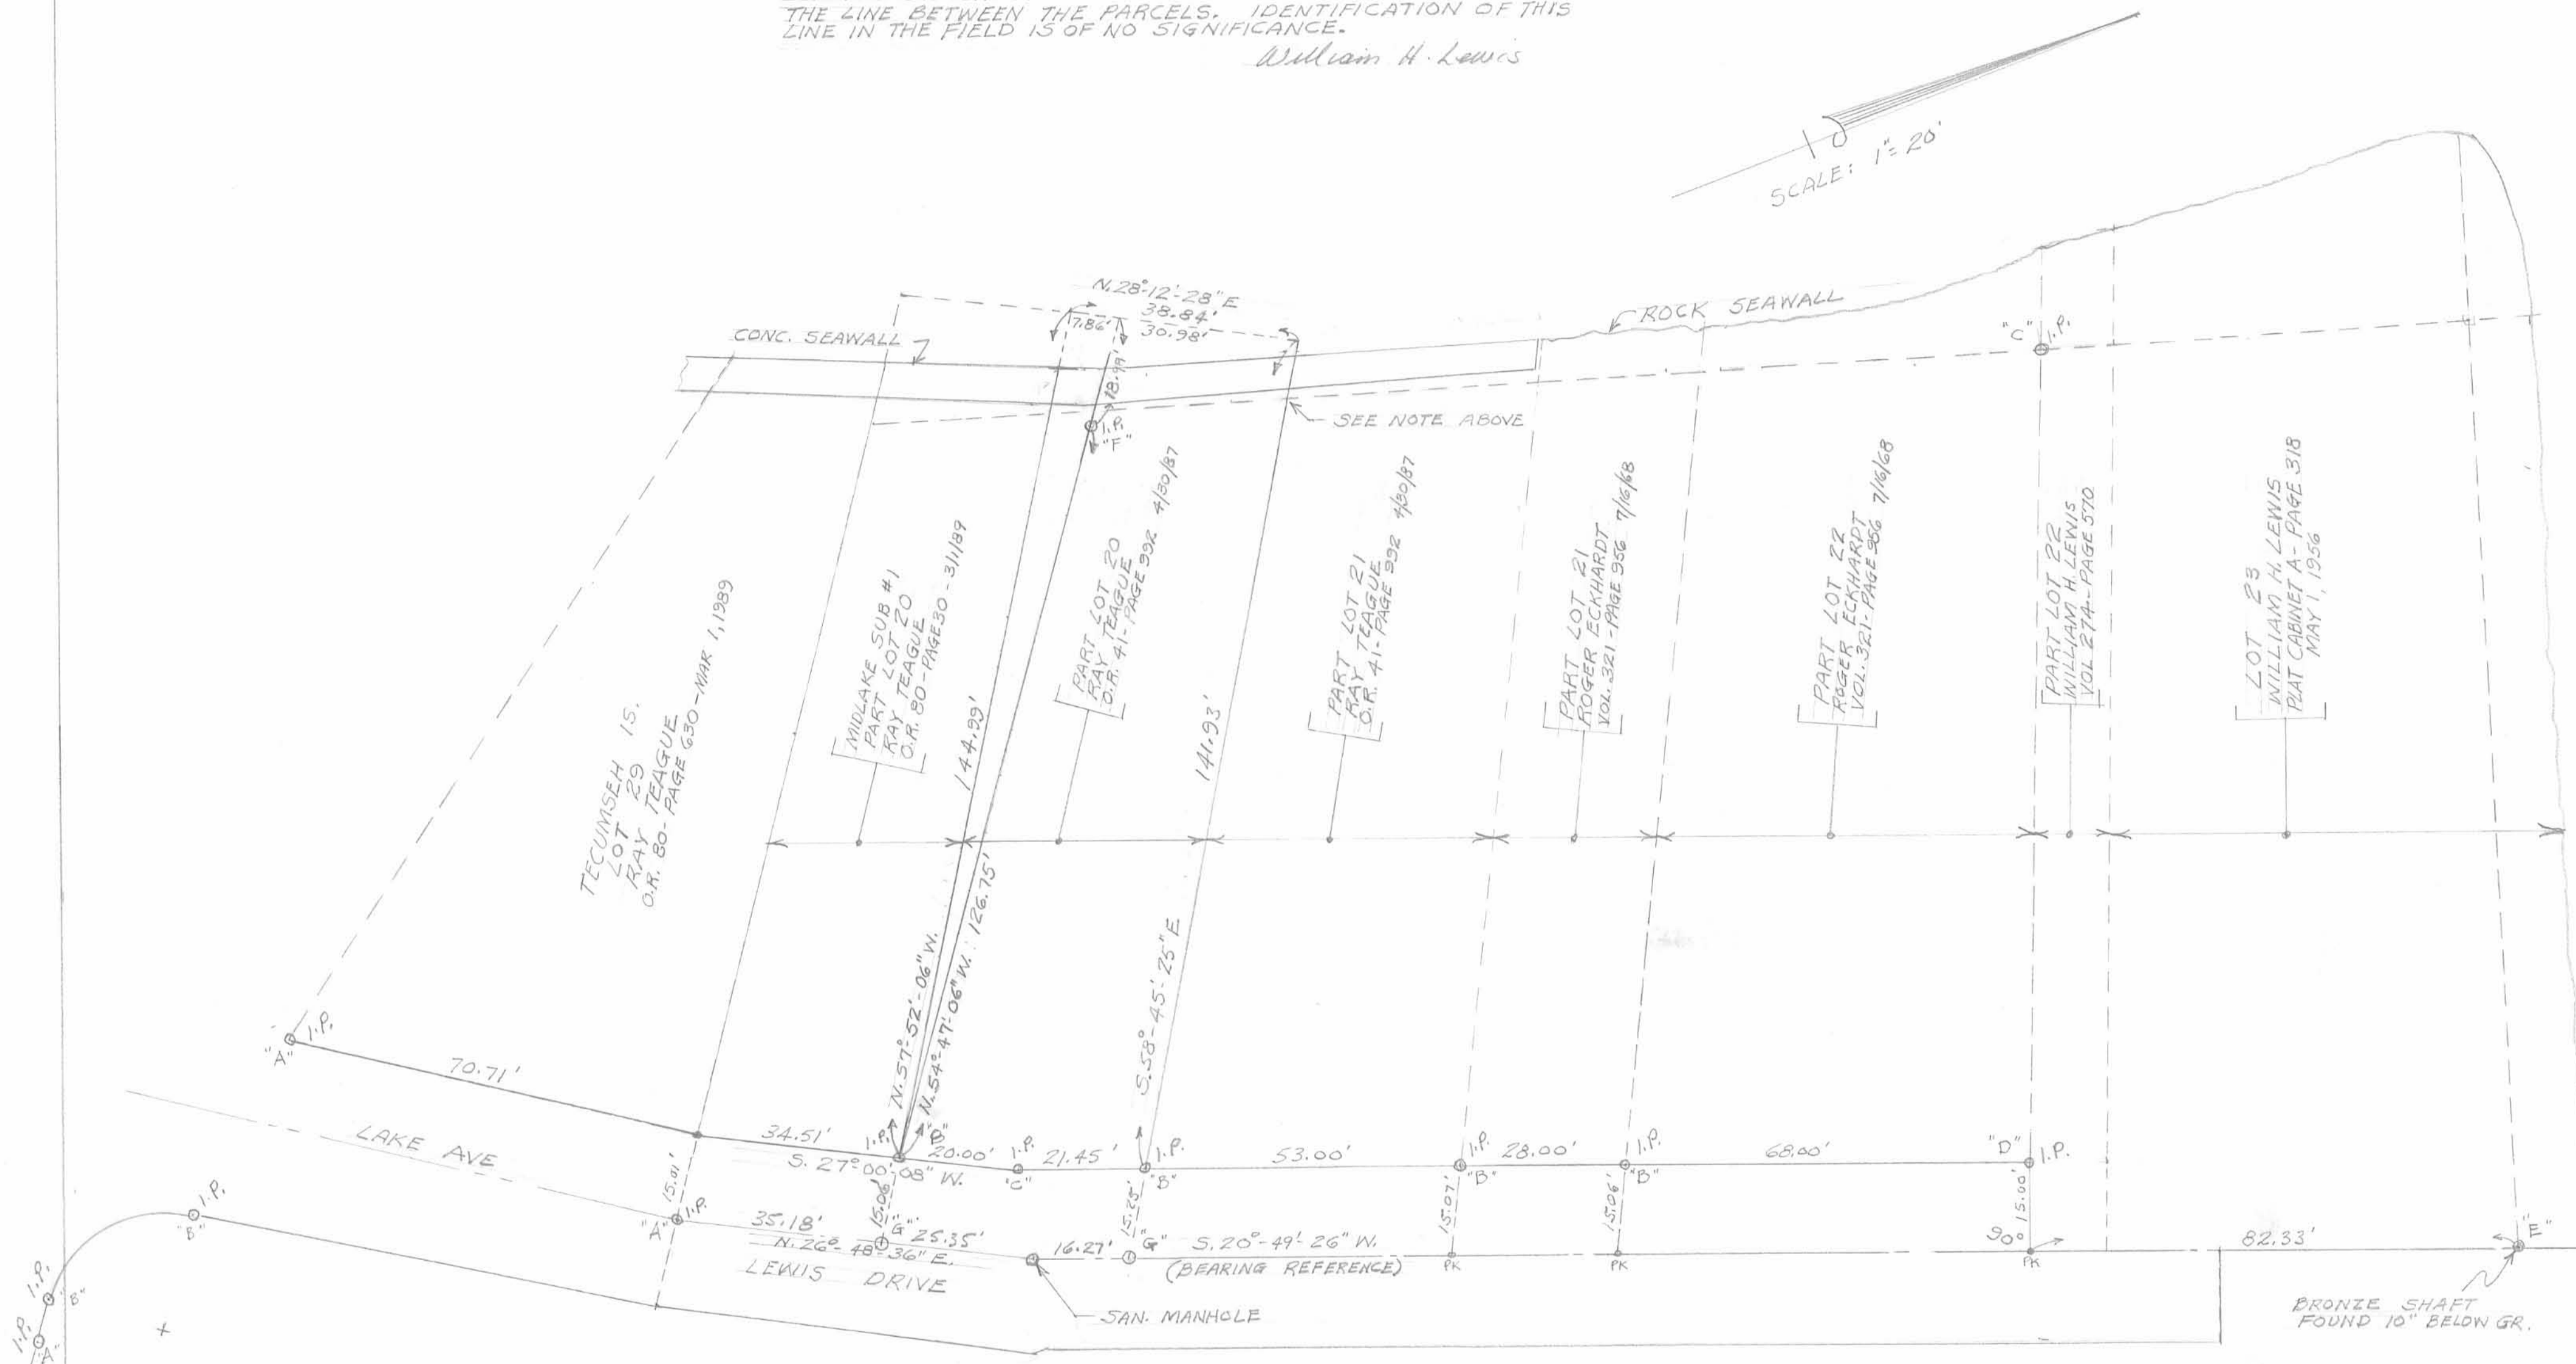 THE LINE BETWEEN THE PARCELS. IDENTIFICATION OF THIS
LINE IN THE FIELD IS OF NO SIGNIFICANCE.
William H. Lewis
SCALE: 1"=20'
N.28°-12'-28"E
38.84'
7.86'
30.98'
CONC. SEAWALL
ROCK SEAWALL
"C" I.P.
18.99'
I.P.
"F"
SEE NOTE ABOVE
TECUMSEH IS.
LOT 29
RAY TEAGUE
O.R. 80-PAGE 630-MAR. 1, 1989
MIDLAKE SUB #1
PART LOT 20
RAY TEAGUE
O.R. 80-PAGE 30-3/1/89
144.99'
PART LOT 20
RAY TEAGUE
O.R. 41-PAGE 992 4/30/87
141.93'
PART LOT 21
RAY TEAGUE
O.R. 41-PAGE 992 4/30/87
PART LOT 21
ROGER ECKHARDT
VOL. 321-PAGE 956 7/16/68
PART LOT 22
ROGER ECKHARDT
VOL. 321-PAGE 956 7/16/68
PART LOT 22
WILLIAM H. LEWIS
VOL 274-PAGE 570
LOT 23
WILLIAM H. LEWIS
PLAT CABINET A-PAGE 318
MAY 1, 1956
N.57°-52'-06"W.
N.54°-47'-06"W. 126.75'
S.58°-45'-25"E
I.P.
"A"
70.71'
LAKE AVE
34.51'
I.P.
"B"
20.00'
S. 27°00'-08" W.
I.P.
"C"
21.45'
I.P.
"B"
53.00'
I.P.
"B"
28.00'
I.P.
"B"
68.00'
"D" I.P.
I.P.
"B"
15.01'
"A" I.P.
35.18'
15.06'
"G"
25.35'
N.26°-48'-36"E.
LEWIS DRIVE
16.27'
15.25'
"G"
S.20°-49'-26" W.
(BEARING REFERENCE)
15.07'
PK
15.06'
PK
90°
15.00'
PK
82.33'
"E"
SAN. MANHOLE
BRONZE SHAFT
FOUND 10" BELOW GR.
I.P.
"B"
I.P.
"A"